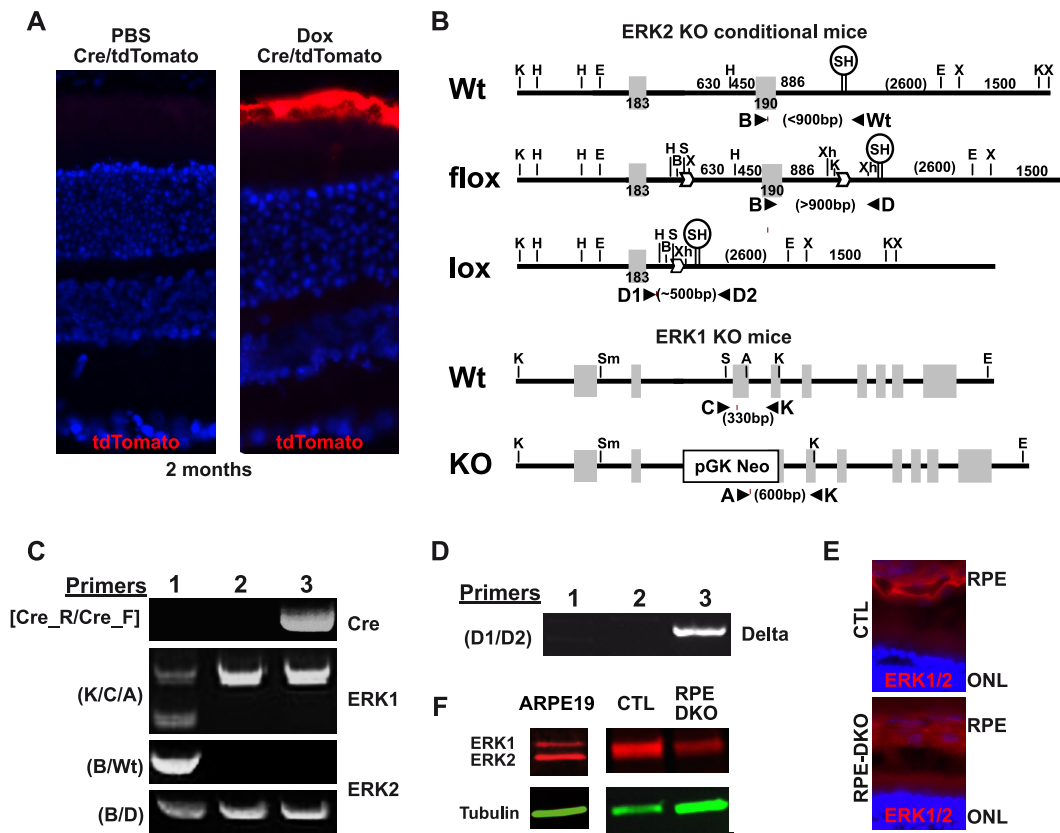 A
PBS
Cre/tdTomato
Dox
Cre/tdTomato
tdTomato
tdTomato
2 months
B
ERK2 KO conditional mice
Wt
K H H E 183 630 H 450 190 886 SH (2600) E X 1500 KX
B (<900bp) Wt
flox
K H H E 183 H B S X 630 H 450 190 886 Xh K Xh SH (2600) E X 1500
B (>900bp) D
lox
K H H E 183 H B S Xh SH (2600) E X 1500 KX
D1 (~500bp) D2
ERK1 KO mice
Wt
K Sm S A K E
C (330bp) K
KO
K Sm pGK Neo K E
A (600bp) K
C
Primers 1 2 3
[Cre_R/Cre_F] Cre
(K/C/A) ERK1
(B/Wt)
ERK2
(B/D)
D
Primers 1 2 3
(D1/D2) Delta
E
CTL
RPE
ERK1/2 ONL
RPE-DKO
RPE
ERK1/2 ONL
F
ARPE19 CTL RPE DKO
ERK1
ERK2
Tubulin